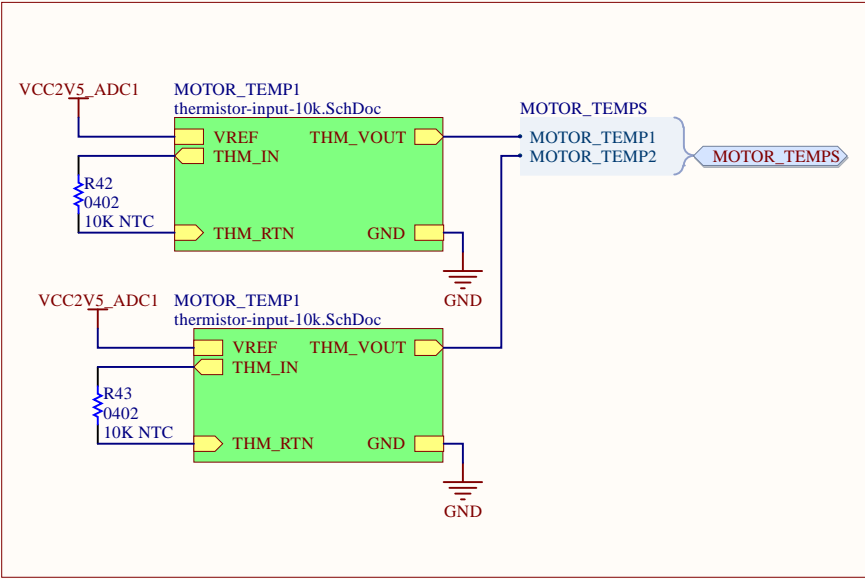 VCC2V5_ADC1
MOTOR_TEMP1
thermistor-input-10k.SchDoc
VREF
THM_VOUT
THM_IN
THM_RTN
GND
R42
0402
10K NTC
GND
MOTOR_TEMPS
MOTOR_TEMP1
MOTOR_TEMP2
MOTOR_TEMPS
VCC2V5_ADC1
MOTOR_TEMP1
thermistor-input-10k.SchDoc
VREF
THM_VOUT
THM_IN
THM_RTN
GND
R43
0402
10K NTC
GND